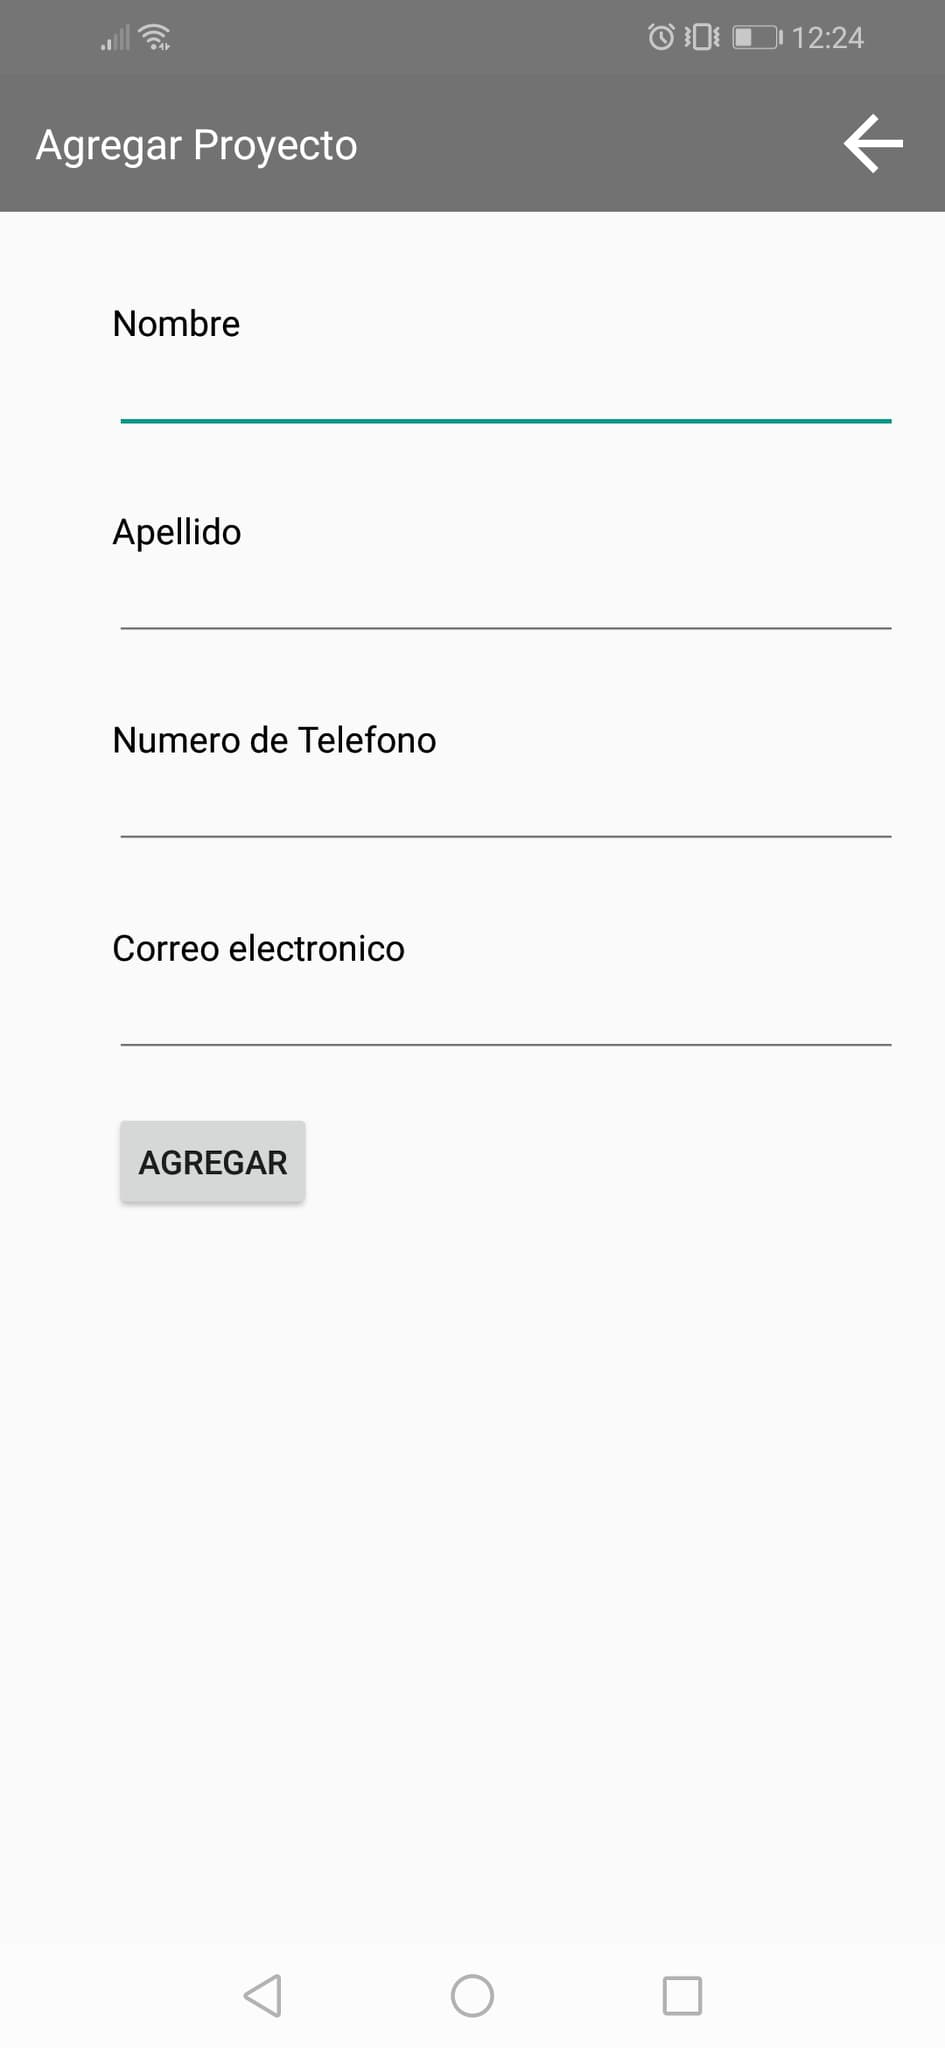 12:24
Agregar Proyecto
Nombre
Apellido
Numero de Telefono
Correo electronico
AGREGAR